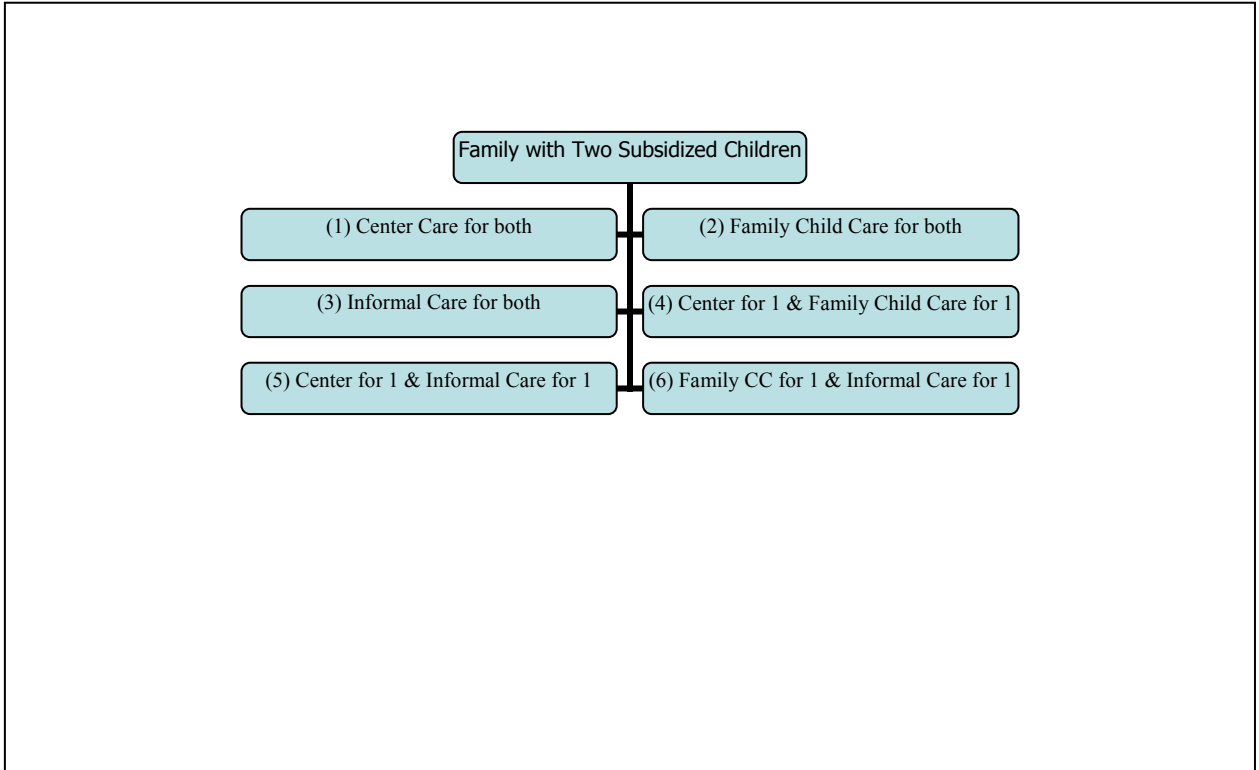 Family with Two Subsidized Children
(1) Center Care for both
(2) Family Child Care for both
(3) Informal Care for both
(4) Center for 1 & Family Child Care for 1
(5) Center for 1 & Informal Care for 1
(6) Family CC for 1 & Informal Care for 1